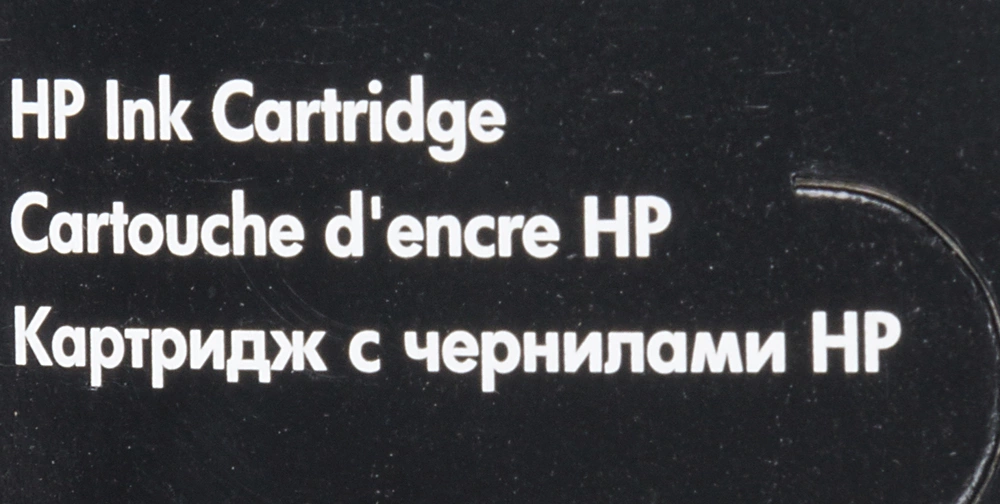 HP Ink Cartridge
Cartouche d'encre HP
Картридж с чернилами HP